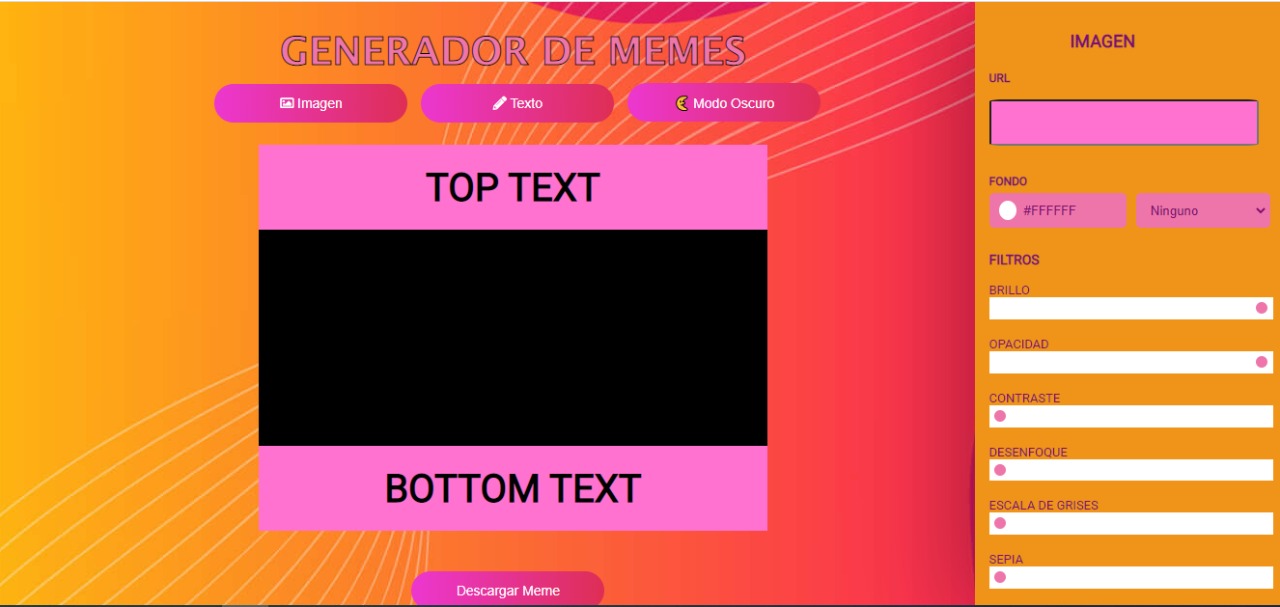 GENERADOR DE MEMES
Imagen
Texto
Modo Oscuro
TOP TEXT
BOTTOM TEXT
Descargar Meme
IMAGEN
URL
FONDO
#FFFFFF
Ninguno
FILTROS
BRILLO
OPACIDAD
CONTRASTE
DESENFOQUE
ESCALA DE GRISES
SEPIA